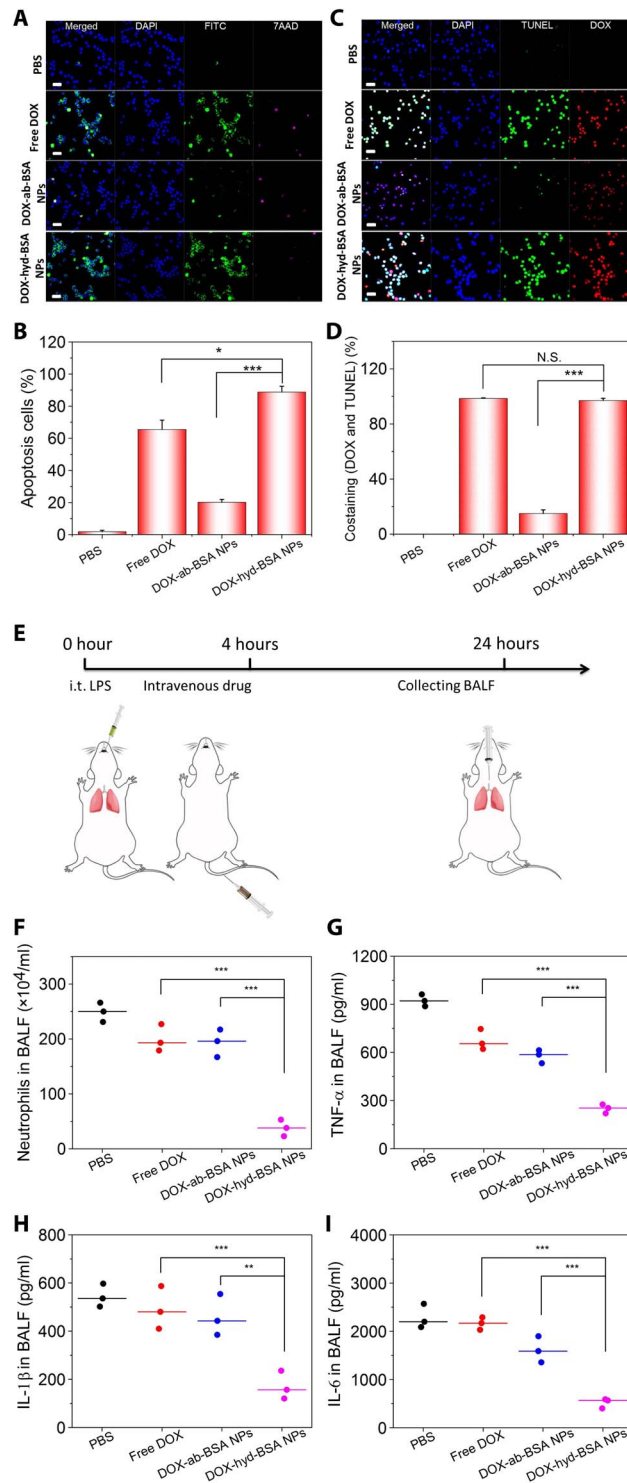 A
Merged DAPI FITC 7AAD
PBS
Free DOX
DOX-ab-BSA
NPs
DOX-hyd-BSA
NPs
C
Merged DAPI TUNEL DOX
PBS
Free DOX
DOX-ab-BSA
NPs
DOX-hyd-BSA
NPs
B
Apoptosis cells (%)
120
100
80
60
40
20
0
*
***
PBS
Free DOX
DOX-ab-BSA NPs
DOX-hyd-BSA NPs
D
Costaining (DOX and TUNEL) (%)
120
80
40
0
N.S.
***
PBS
Free DOX
DOX-ab-BSA NPs
DOX-hyd-BSA NPs
E
0 hour 4 hours 24 hours
i.t. LPS Intravenous drug Collecting BALF
F
Neutrophils in BALF (×10⁴/ml)
300
200
100
0
***
***
PBS
Free DOX
DOX-ab-BSA NPs
DOX-hyd-BSA NPs
G
TNF-α in BALF (pg/ml)
1200
900
600
300
0
***
***
PBS
Free DOX
DOX-ab-BSA NPs
DOX-hyd-BSA NPs
H
IL-1β in BALF (pg/ml)
800
600
400
200
0
***
**
PBS
Free DOX
DOX-ab-BSA NPs
DOX-hyd-BSA NPs
I
IL-6 in BALF (pg/ml)
4000
3000
2000
1000
0
***
***
PBS
Free DOX
DOX-ab-BSA NPs
DOX-hyd-BSA NPs